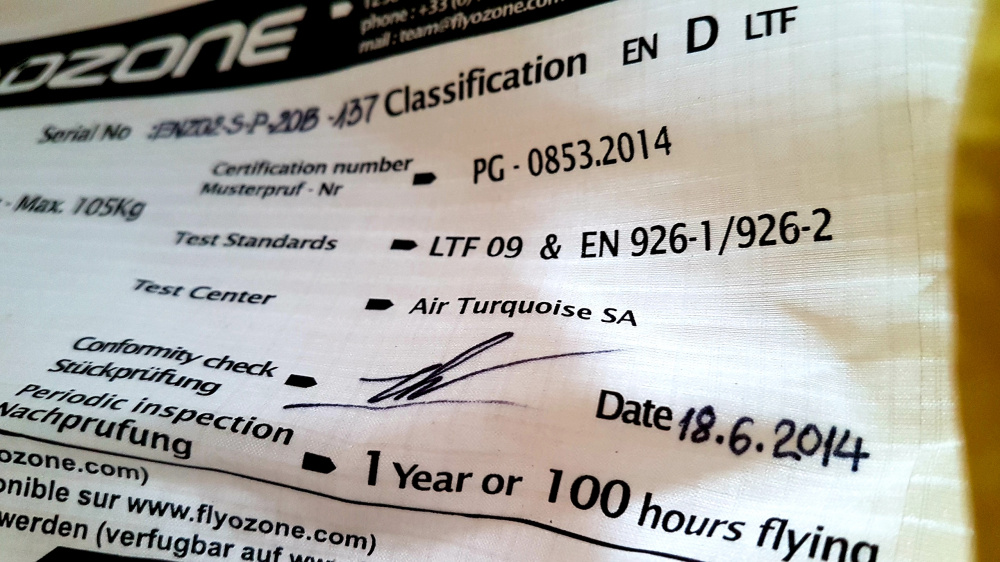 OZONE
phone : +33 (0)
mail : team@flyozone.com
Classification EN D LTF
Serial No :ENZO2-S-P-20B -137
Certification number PG - 0853.2014
Musterpruf - Nr
- Max. 105Kg
Test Standards LTF 09 & EN 926-1/926-2
Test Center Air Turquoise SA
Conformity check
Stückprüfung
Date 18.6.2014
Periodic inspection
Nachprufung
1 Year or 100 hours flying
ozone.com)
onible sur www.flyozone.com)
werden (verfugbar auf ww